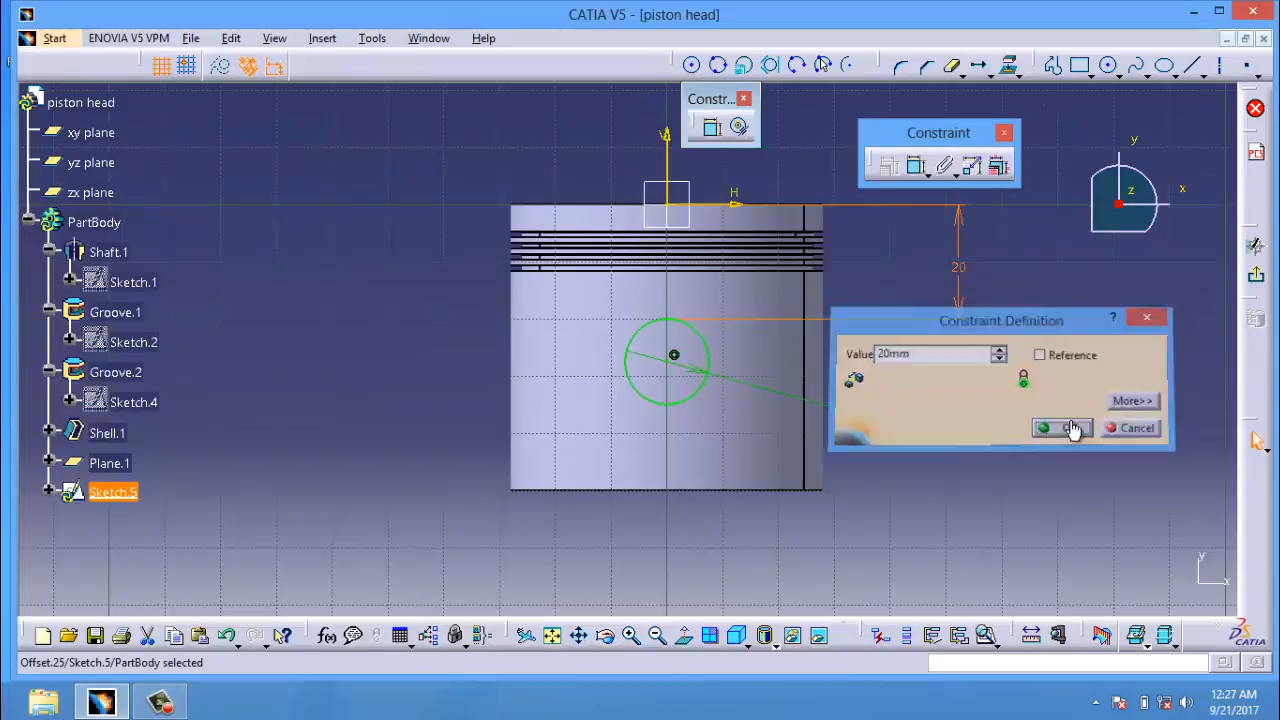 CATIA V5 - [piston head]
Start ENOVIA V5 VPM File Edit View Insert Tools Window Help
Constr...
Constraint
piston head
xy plane
yz plane
zx plane
PartBody
Shaft.1
Sketch.1
Groove.1
Sketch.2
Groove.2
Sketch.4
Shell.1
Plane.1
Sketch.5
V
H
20
y
x
z
PCS
Constraint Definition ?
Value 20mm Reference
More>>
Cancel
y
x
f(x)
CATIA
Offset.25/Sketch.5/PartBody selected
12:27 AM
9/21/2017